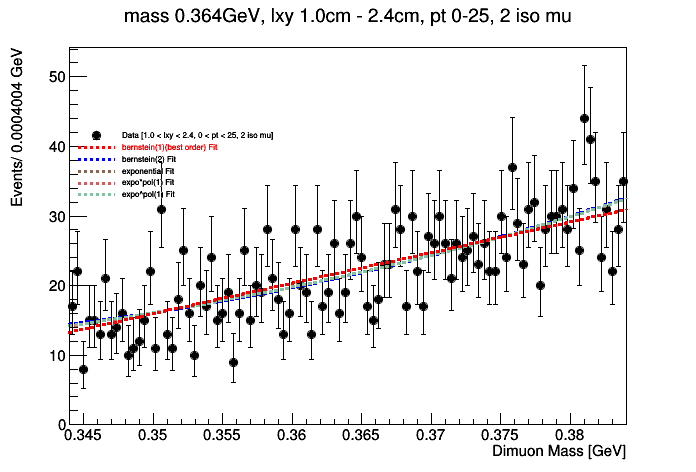 mass 0.364GeV, lxy 1.0cm - 2.4cm, pt 0-25, 2 iso mu
Events/ 0.0004004 GeV
50
40
30
20
10
0
Data [1.0 < lxy < 2.4, 0 < pt < 25, 2 iso mu]
bernstein(1)(best order) Fit
bernstein(2) Fit
exponential Fit
expo*pol(1) Fit
expo*pol(1) Fit
0.345 0.35 0.355 0.36 0.365 0.37 0.375 0.38
Dimuon Mass [GeV]